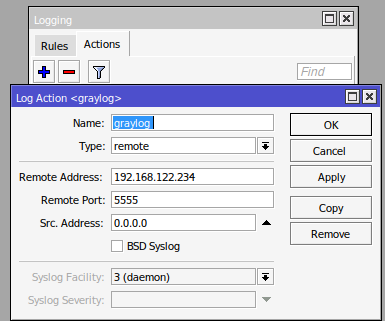 Logging
Rules Actions
Find
Log Action <graylog>
Name: graylog
OK
Type: remote
Cancel
Remote Address: 192.168.122.234
Apply
Remote Port: 5555
Src. Address: 0.0.0.0
Copy
BSD Syslog
Remove
Syslog Facility: 3 (daemon)
Syslog Severity: